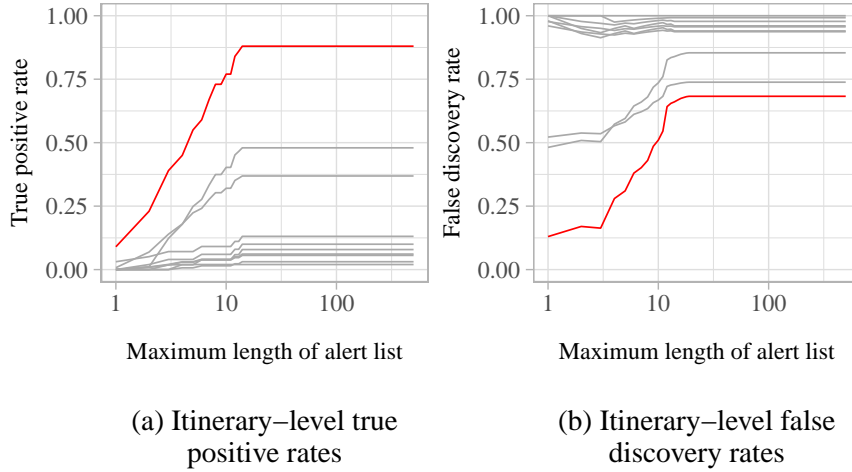 True positive rate
1.00
0.75
0.50
0.25
0.00
1
10
100
Maximum length of alert list
(a) Itinerary−level true
positive rates
False discovery rate
1.00
0.75
0.50
0.25
0.00
1
10
100
Maximum length of alert list
(b) Itinerary−level false
discovery rates